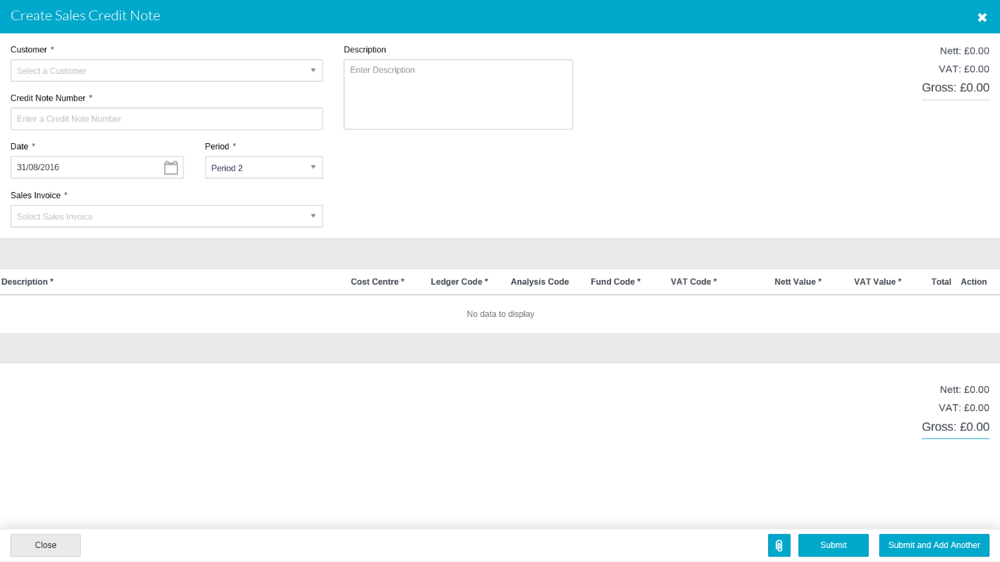 Create Sales Credit Note
Customer *
Select a Customer
Credit Note Number *
Enter a Credit Note Number
Date *
31/08/2016
Period *
Period 2
Sales Invoice *
Select Sales Invoice
Description
Enter Description
Nett: £0.00
VAT: £0.00
Gross: £0.00
Description * Cost Centre * Ledger Code * Analysis Code Fund Code * VAT Code * Nett Value * VAT Value * Total Action
No data to display
Nett: £0.00
VAT: £0.00
Gross: £0.00
Close Submit Submit and Add Another